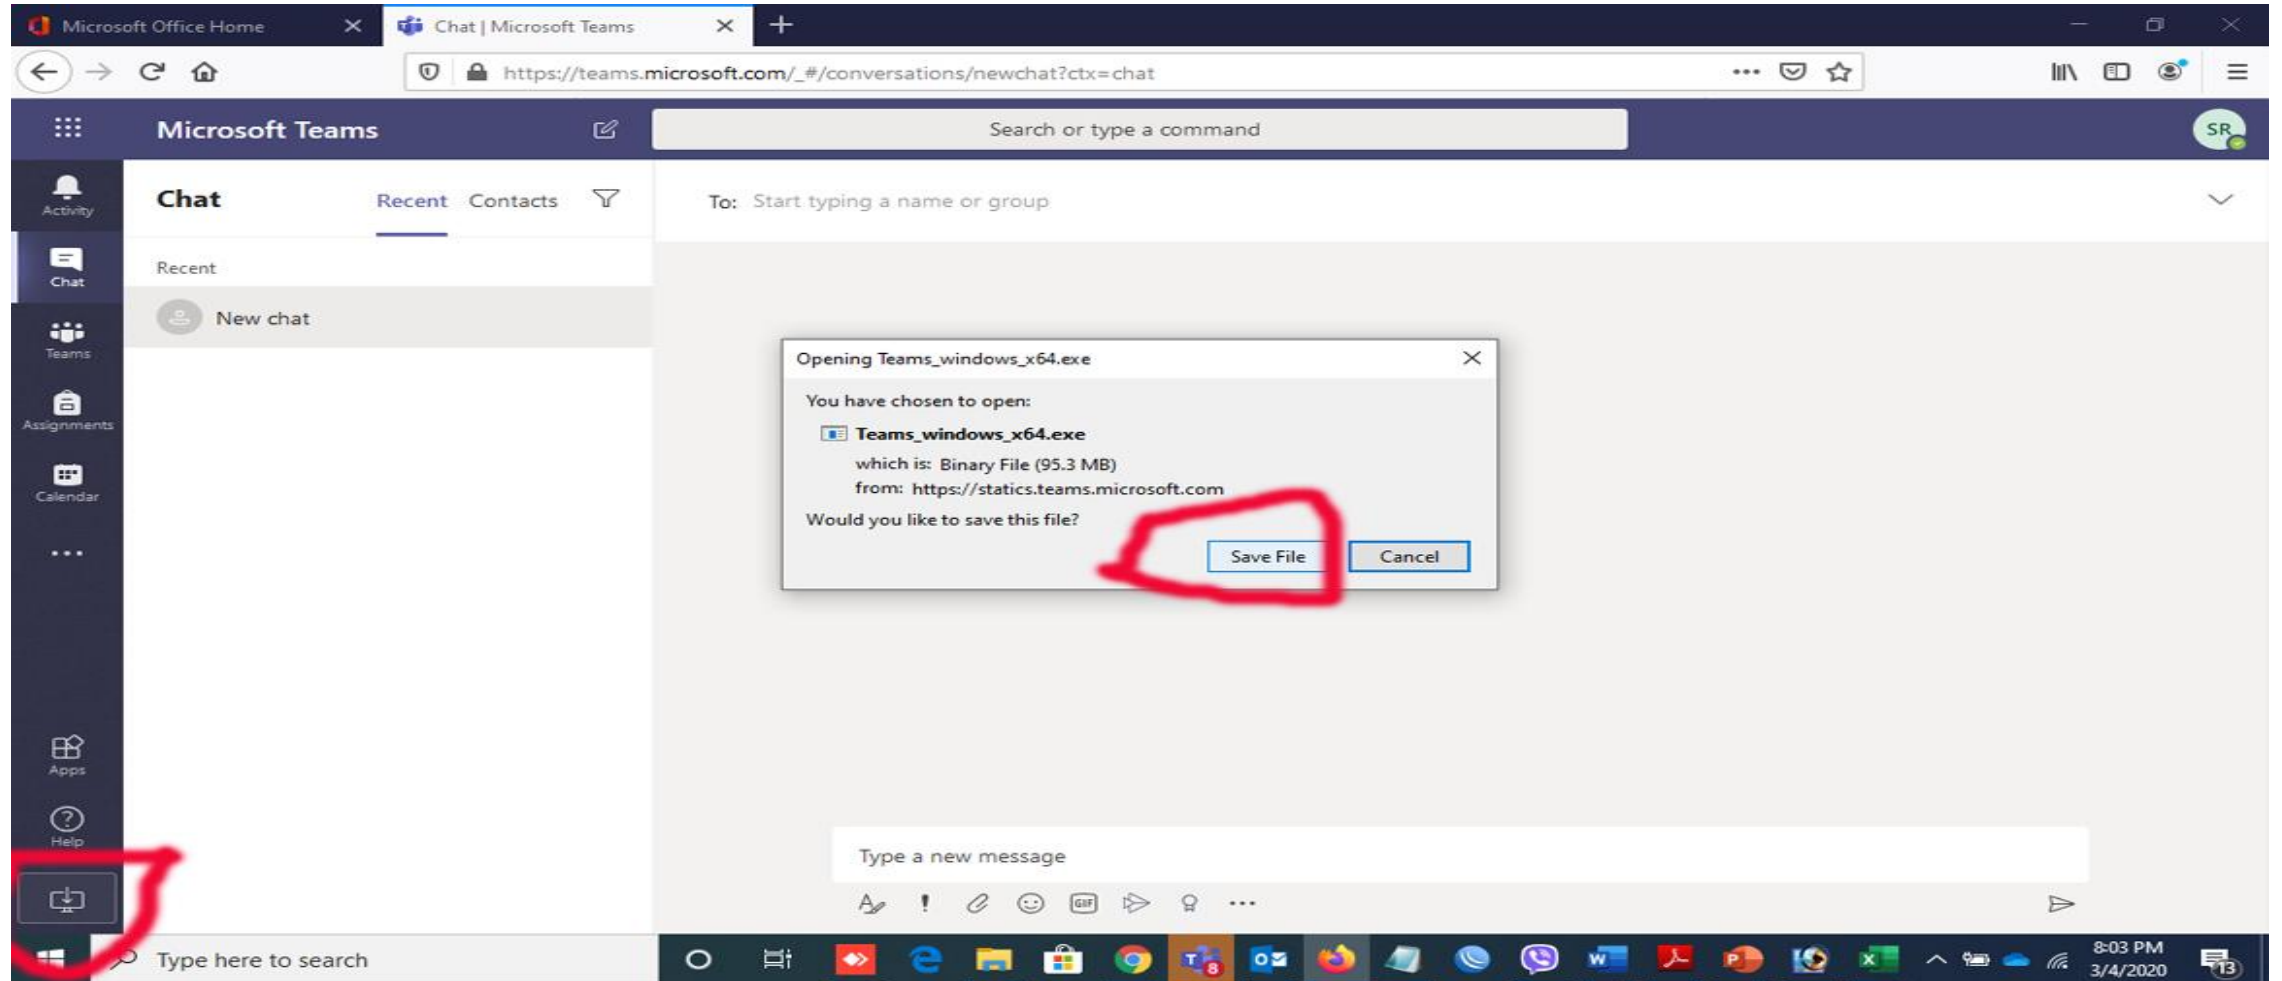 Microsoft Office Home
Chat | Microsoft Teams
https://teams.microsoft.com/_#/conversations/newchat?ctx=chat
Microsoft Teams
Search or type a command
SR
Activity
Chat
Recent
Contacts
To: Start typing a name or group
Chat
Recent
New chat
Teams
Opening Teams_windows_x64.exe
You have chosen to open:
Teams_windows_x64.exe
which is: Binary File (95.3 MB)
from: https://statics.teams.microsoft.com
Would you like to save this file?
Save File
Cancel
Assignments
Calendar
Apps
Help
Type a new message
GIF
Type here to search
8:03 PM
3/4/2020
13